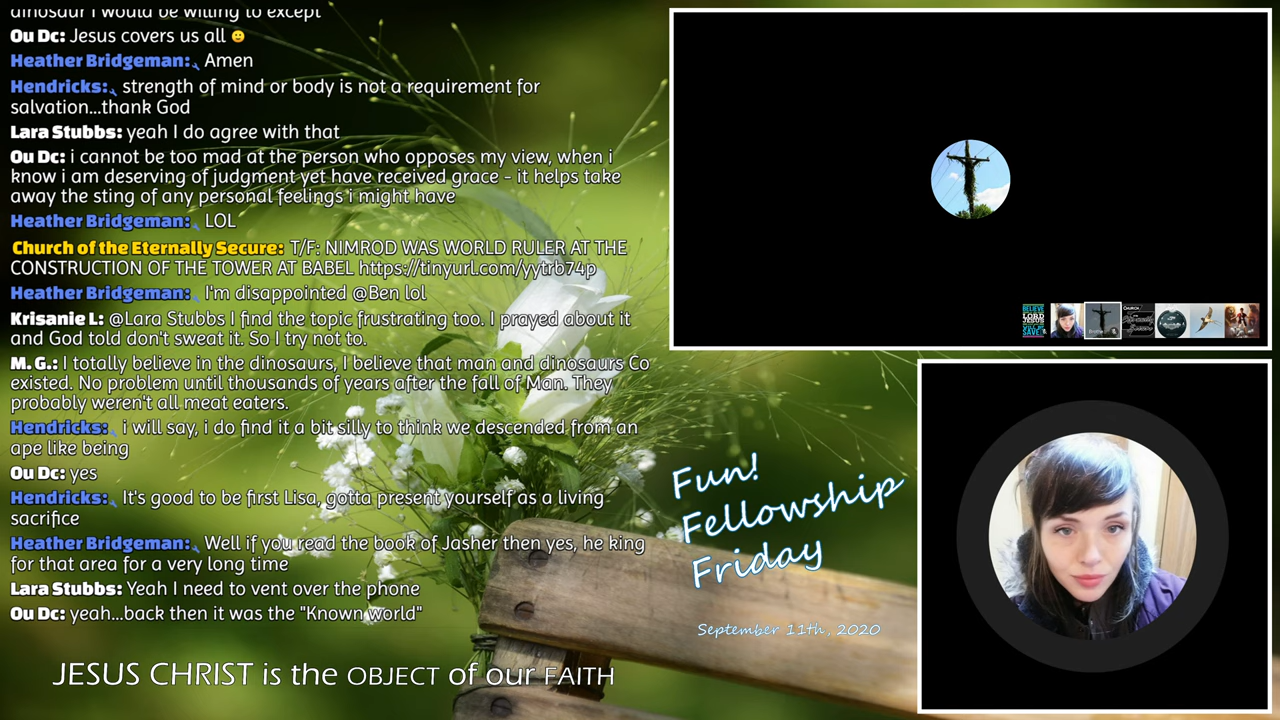 dinosaur I would be willing to except
Ou Dc: Jesus covers us all 🙂
Heather Bridgeman: Amen
Hendricks: strength of mind or body is not a requirement for
salvation...thank God
Lara Stubbs: yeah I do agree with that
Ou Dc: i cannot be too mad at the person who opposes my view, when i
know i am deserving of judgment yet have received grace - it helps take
away the sting of any personal feelings i might have
Heather Bridgeman: LOL
Church of the Eternally Secure: T/F: NIMROD WAS WORLD RULER AT THE
CONSTRUCTION OF THE TOWER AT BABEL https://tinyurl.com/yytrb74p
Heather Bridgeman: I'm disappointed @Ben lol
Krisanie L: @Lara Stubbs I find the topic frustrating too. I prayed about it
and God told don't sweat it. So I try not to.
M. G.: I totally believe in the dinosaurs, I believe that man and dinosaurs Co
existed. No problem until thousands of years after the fall of Man. They
probably weren't all meat eaters.
Hendricks: i will say, i do find it a bit silly to think we descended from an
ape like being
Ou Dc: yes
Hendricks: It's good to be first Lisa, gotta present yourself as a living
sacrifice
Heather Bridgeman: Well if you read the book of Jasher then yes, he king
for that area for a very long time
Lara Stubbs: Yeah I need to vent over the phone
Ou Dc: yeah...back then it was the "Known world"
JESUS CHRIST is the OBJECT of our FAITH
Fun!
Fellowship
Friday
September 11th, 2020
BELIEVE
LORD
JESUS
SAVE
CHURCH